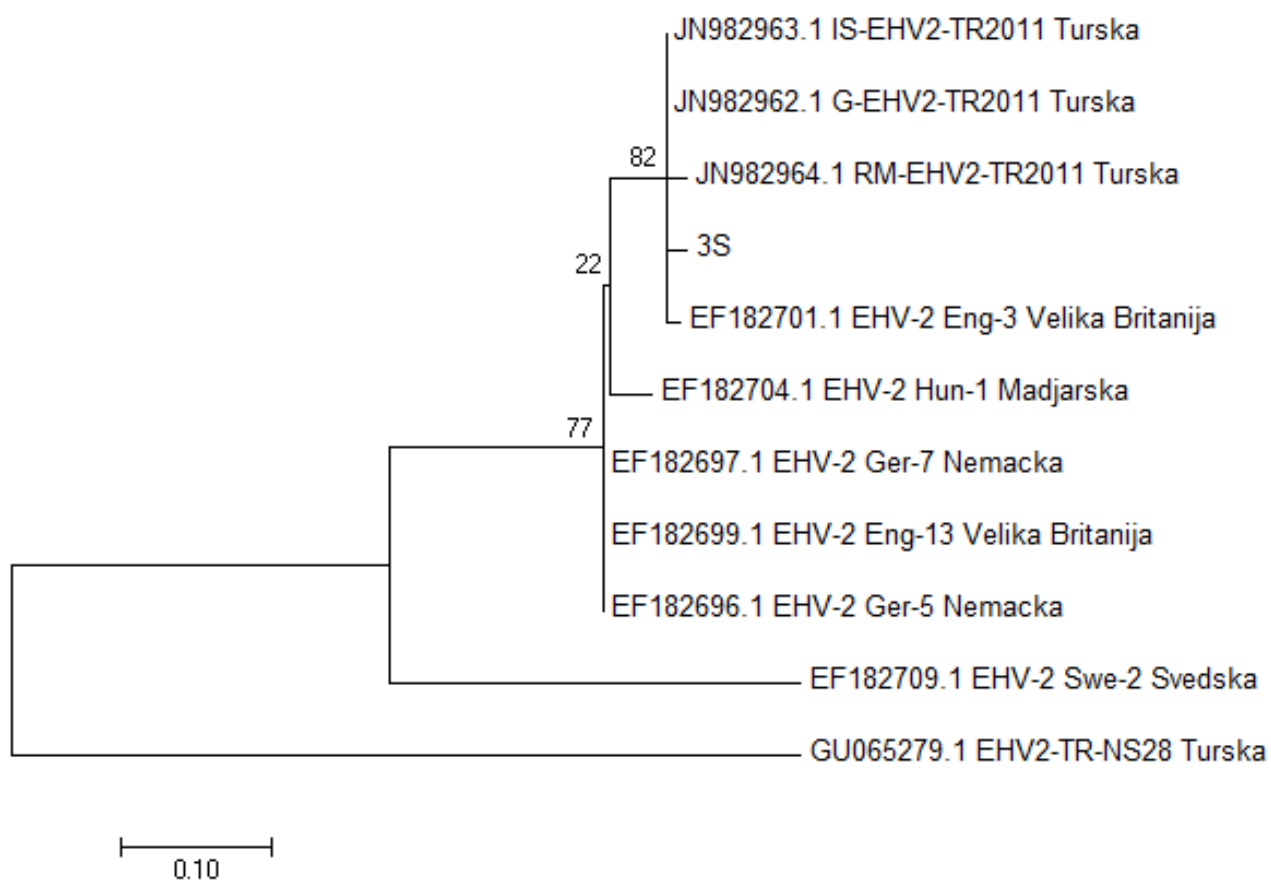 JN982963.1 IS-EHV2-TR2011 Turska
JN982962.1 G-EHV2-TR2011 Turska
82
JN982964.1 RM-EHV2-TR2011 Turska
3S
22
EF182701.1 EHV-2 Eng-3 Velika Britanija
EF182704.1 EHV-2 Hun-1 Madjarska
77
EF182697.1 EHV-2 Ger-7 Nemacka
EF182699.1 EHV-2 Eng-13 Velika Britanija
EF182696.1 EHV-2 Ger-5 Nemacka
EF182709.1 EHV-2 Swe-2 Svedska
GU065279.1 EHV2-TR-NS28 Turska
0.10